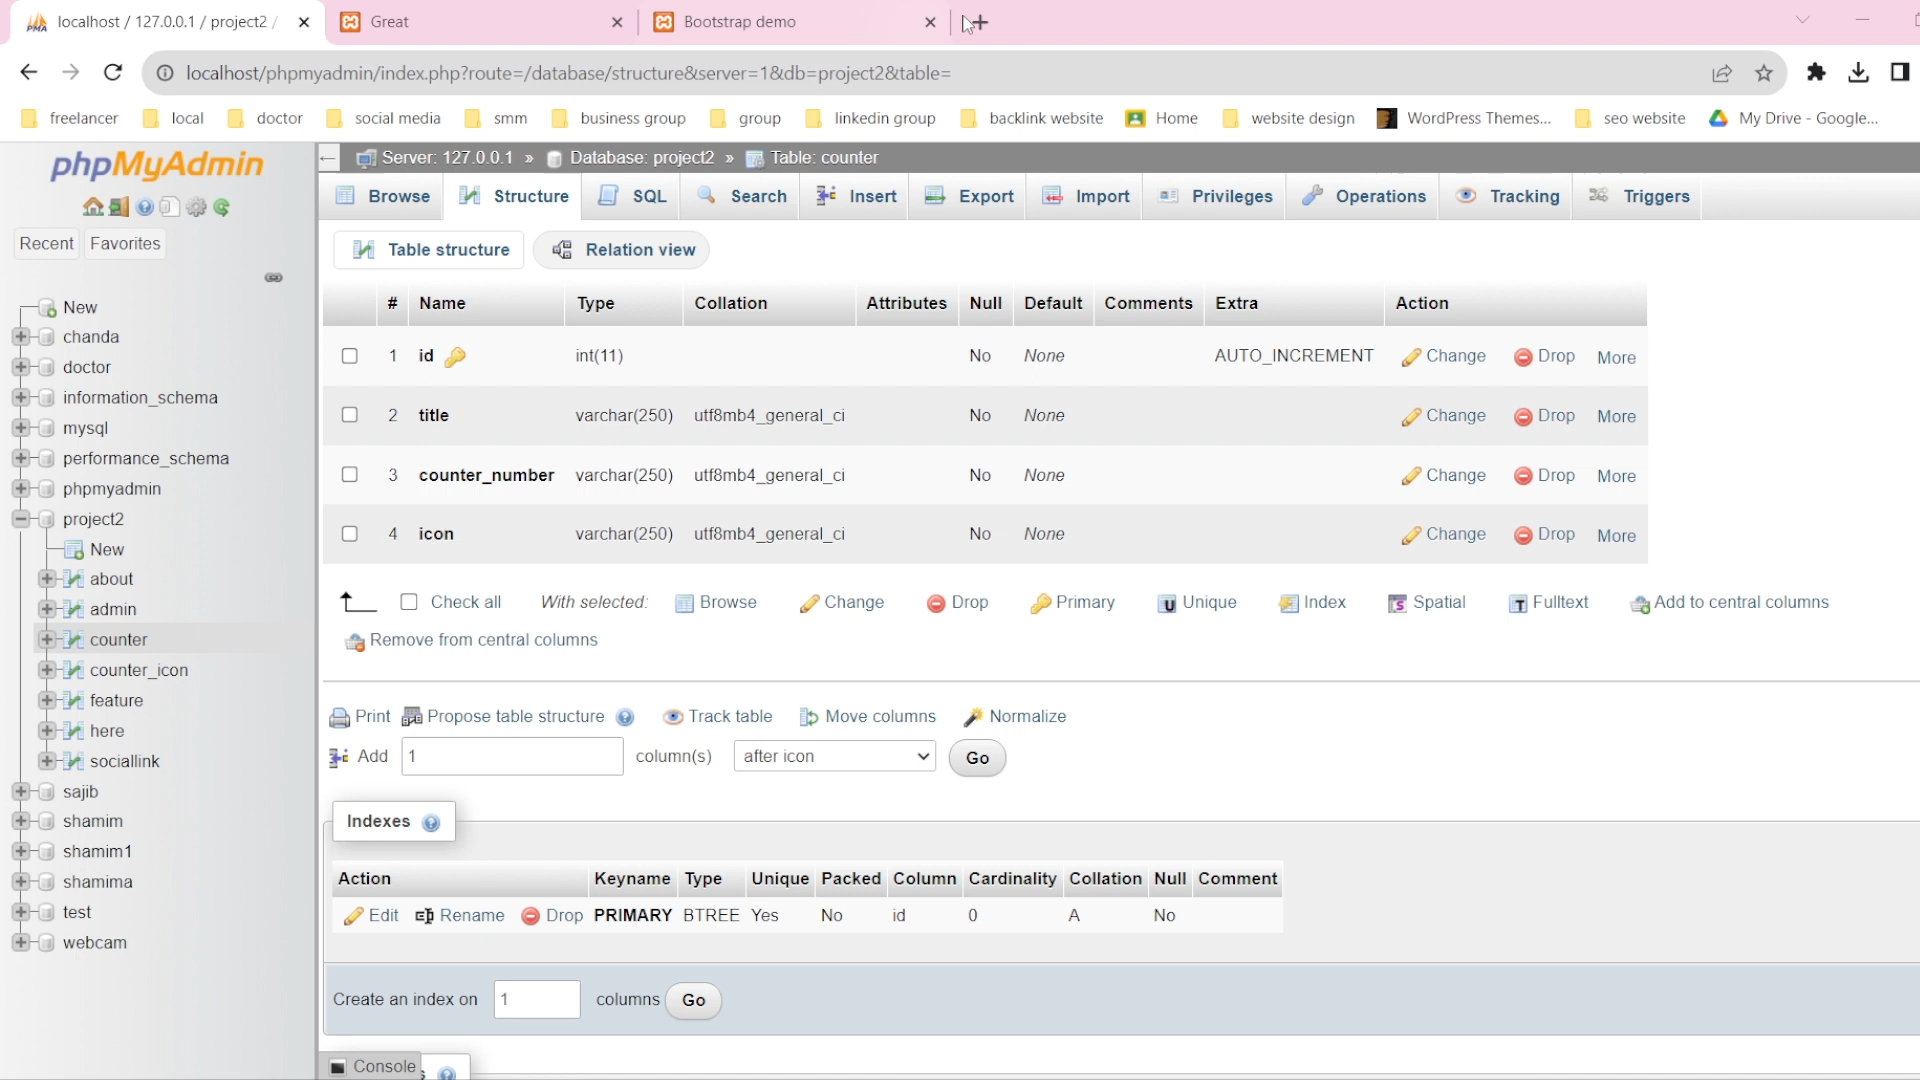 localhost / 127.0.0.1 / project2 /
Great
Bootstrap demo
localhost/phpmyadmin/index.php?route=/database/structure&server=1&db=project2&table=
freelancer local doctor social media smm business group group linkedin group backlink website Home website design WordPress Themes... seo website My Drive - Google...
phpMyAdmin
Recent Favorites
New
chanda
doctor
information_schema
mysql
performance_schema
phpmyadmin
project2
New
about
admin
counter
counter_icon
feature
here
sociallink
sajib
shamim
shamim1
shamima
test
webcam
Server: 127.0.0.1 » Database: project2 » Table: counter
Browse Structure SQL Search Insert Export Import Privileges Operations Tracking Triggers
Table structure Relation view
# Name Type Collation Attributes Null Default Comments Extra Action
1 id int(11) No None AUTO_INCREMENT Change Drop More
2 title varchar(250) utf8mb4_general_ci No None Change Drop More
3 counter_number varchar(250) utf8mb4_general_ci No None Change Drop More
4 icon varchar(250) utf8mb4_general_ci No None Change Drop More
Check all With selected: Browse Change Drop Primary Unique Index Spatial Fulltext Add to central columns
Remove from central columns
Print Propose table structure Track table Move columns Normalize
Add 1 column(s) after icon Go
Indexes
Action Keyname Type Unique Packed Column Cardinality Collation Null Comment
Edit Rename Drop PRIMARY BTREE Yes No id 0 A No
Create an index on 1 columns Go
Console